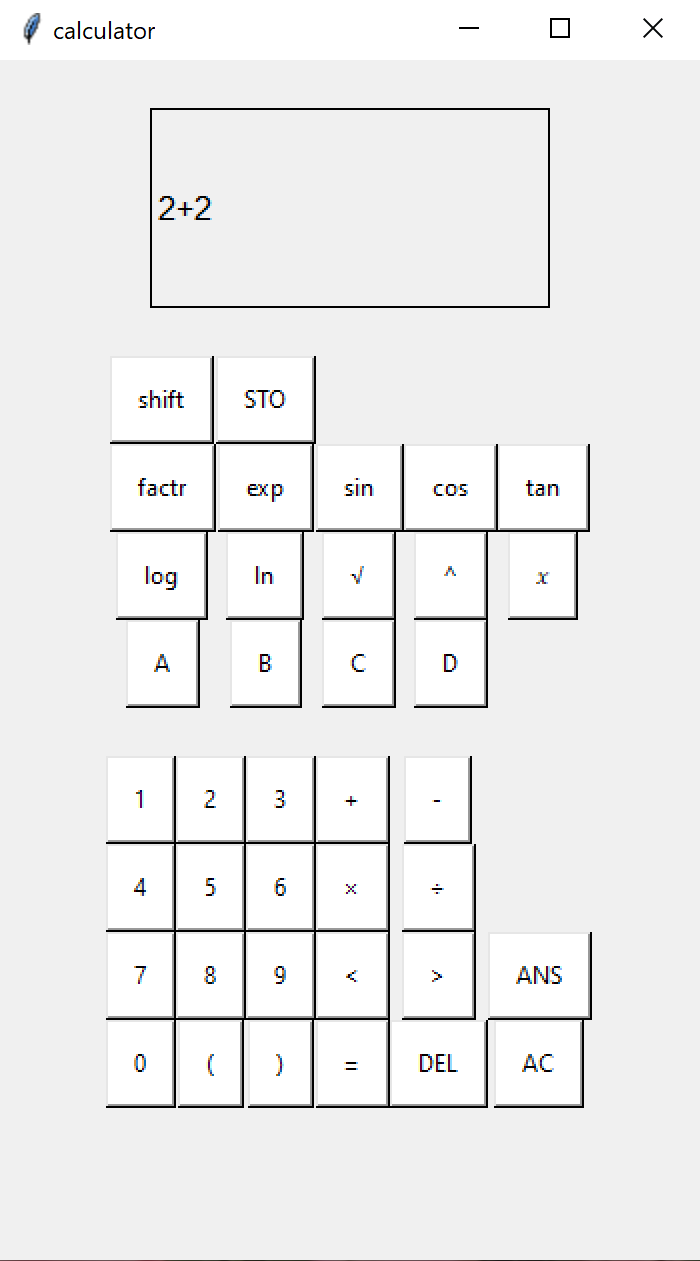 calculator
2+2
shift STO
factr exp sin cos tan
log ln √ ^ x
A B C D
1 2 3 + -
4 5 6 × ÷
7 8 9 < > ANS
0 ( ) = DEL AC